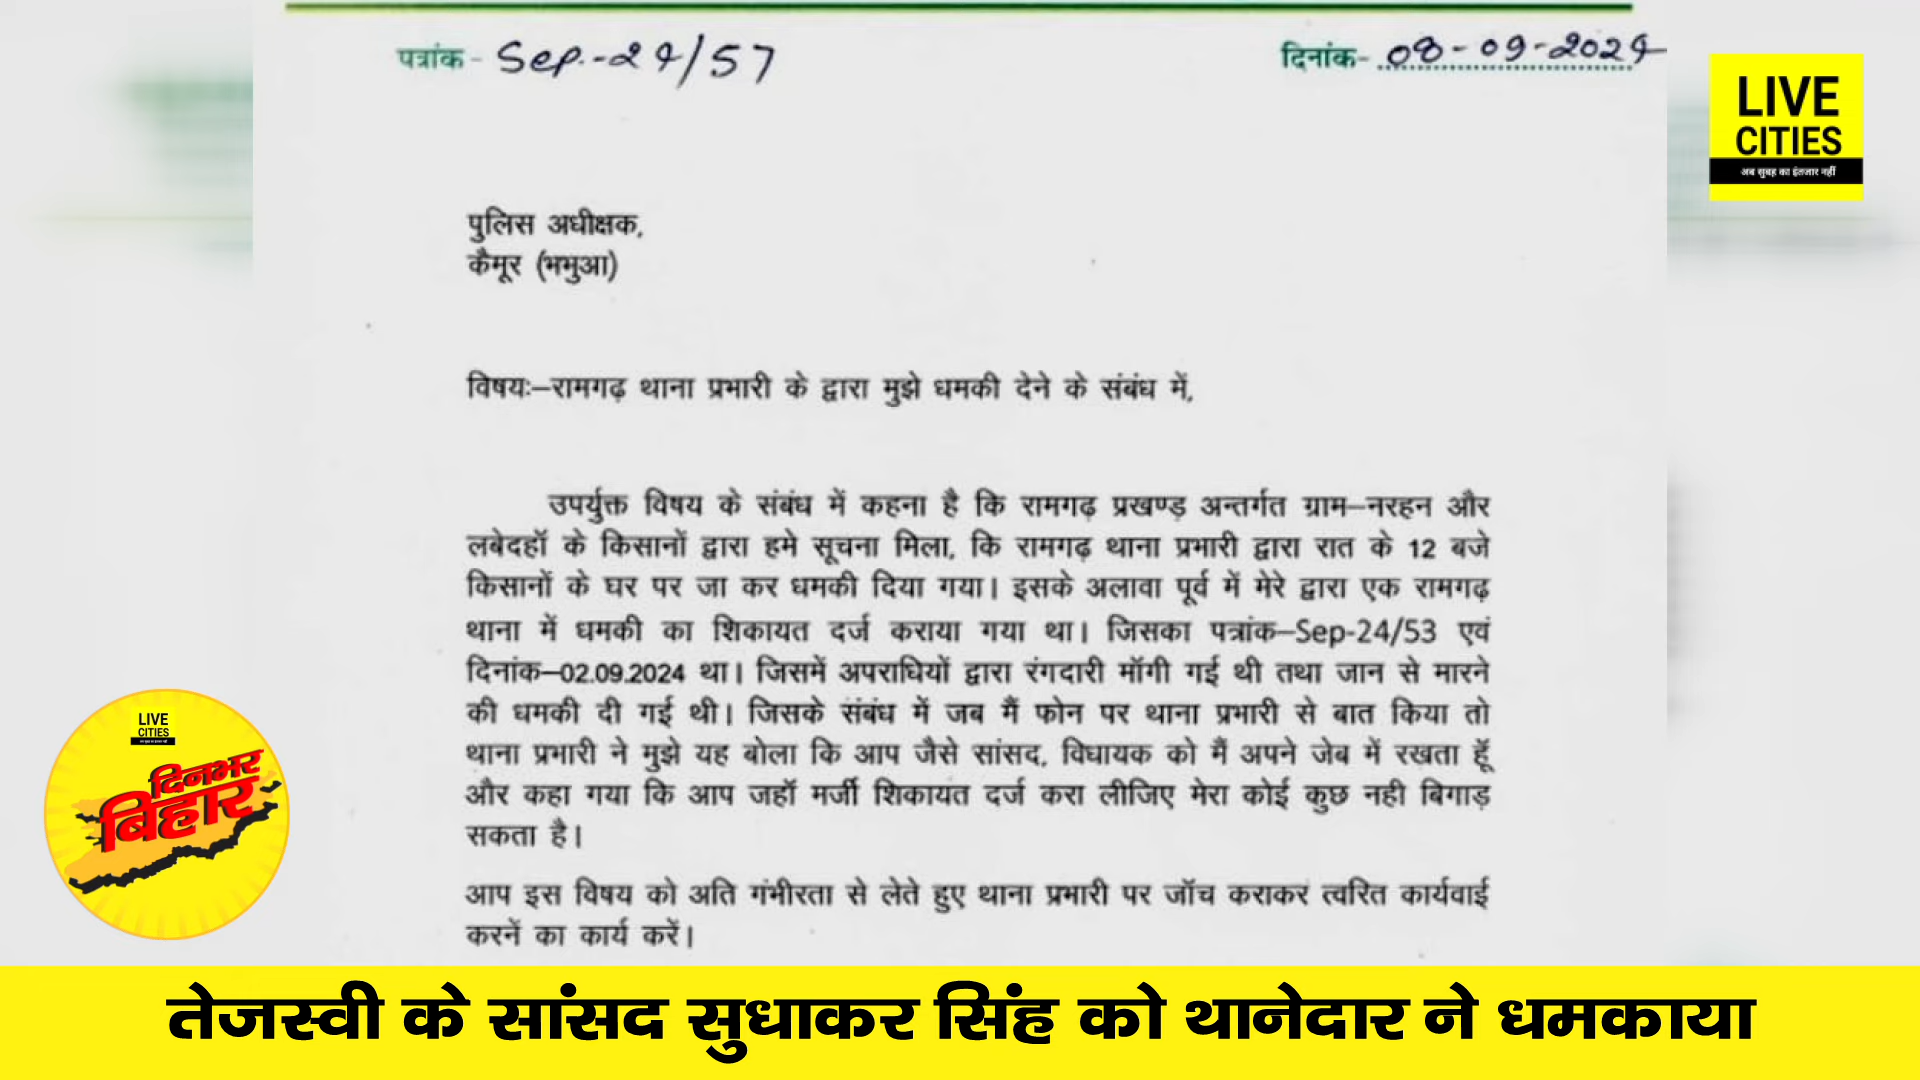 पत्रांक - Sep.-24/57
दिनांक- 08-09-2024
LIVE
CITIES
अब सुबह का इंतजार नहीं
पुलिस अधीक्षक,
कैमूर (भभुआ)
विषयः–रामगढ़ थाना प्रभारी के द्वारा मुझे धमकी देने के संबंध में,
उपर्युक्त विषय के संबंध में कहना है कि रामगढ़ प्रखण्ड़ अन्तर्गत ग्राम–नरहन और
लबेदहॉ के किसानों द्वारा हमे सूचना मिला, कि रामगढ़ थाना प्रभारी द्वारा रात के 12 बजे
किसानों के घर पर जा कर धमकी दिया गया। इसके अलावा पूर्व में मेरे द्वारा एक रामगढ़
थाना में धमकी का शिकायत दर्ज कराया गया था। जिसका पत्रांक–Sep-24/53 एवं
दिनांक–02.09.2024 था। जिसमें अपराधियों द्वारा रंगदारी मॉगी गई थी तथा जान से मारने
की धमकी दी गई थी। जिसके संबंध में जब मैं फोन पर थाना प्रभारी से बात किया तो
थाना प्रभारी ने मुझे यह बोला कि आप जैसे सांसद, विधायक को मैं अपने जेब में रखता हूॅ
और कहा गया कि आप जहॉ मर्जी शिकायत दर्ज करा लीजिए मेरा कोई कुछ नही बिगाड़
सकता है।
आप इस विषय को अति गंभीरता से लेते हुए थाना प्रभारी पर जॉच कराकर त्वरित कार्यवाई
करनें का कार्य करें।
LIVE
CITIES
दिनभर
बिहार
तेजस्वी के सांसद सुधाकर सिंह को थानेदार ने धमकाया